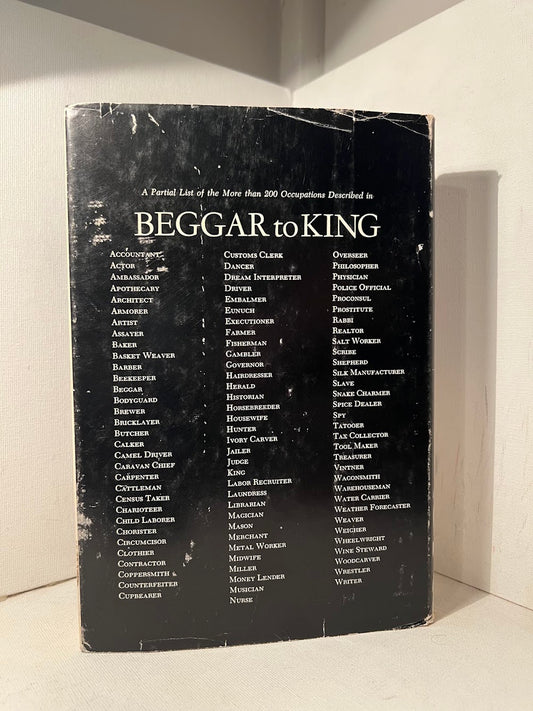 A Partial List of the More than 200 Occupations Described in
BEGGAR to KING
ACCOUNTANT
ACTOR
AMBASSADOR
APOTHECARY
ARCHITECT
ARMORER
ARTIST
ASSAYER
BAKER
BASKET WEAVER
BARBER
BEEKEEPER
BEGGAR
BODYGUARD
BREWER
BRICKLAYER
BUTCHER
CALKER
CAMEL DRIVER
CARAVAN CHIEF
CARPENTER
CATTLEMAN
CENSUS TAKER
CHARIOTEER
CHILD LABORER
CHORISTER
CIRCUMCISOR
CLOTHIER
CONTRACTOR
COPPERSMITH
COUNTERFEITER
CUPBEARER
CUSTOMS CLERK
DANCER
DREAM INTERPRETER
DRIVER
EMBALMER
EUNUCH
EXECUTIONER
FARMER
FISHERMAN
GAMBLER
GOVERNOR
HAIRDRESSER
HERALD
HISTORIAN
HORSEBREEDER
HOUSEWIFE
HUNTER
IVORY CARVER
JAILER
JUDGE
KING
LABOR RECRUITER
LAUNDRESS
LIBRARIAN
MAGICIAN
MASON
MERCHANT
METAL WORKER
MIDWIFE
MILLER
MONEY LENDER
MUSICIAN
NURSE
OVERSEER
PHILOSOPHER
PHYSICIAN
POLICE OFFICIAL
PROCONSUL
PROSTITUTE
RABBI
REALTOR
SALT WORKER
SCRIBE
SHEPHERD
SILK MANUFACTURER
SLAVE
SNAKE CHARMER
SPICE DEALER
SPY
TATOOER
TAX COLLECTOR
TOOL MAKER
TREASURER
VINTNER
WAGONSMITH
WAREHOUSEMAN
WATER CARRIER
WEATHER FORECASTER
WEAVER
WEIGHER
WHEELWRIGHT
WINE STEWARD
WOODCARVER
WRESTLER
WRITER